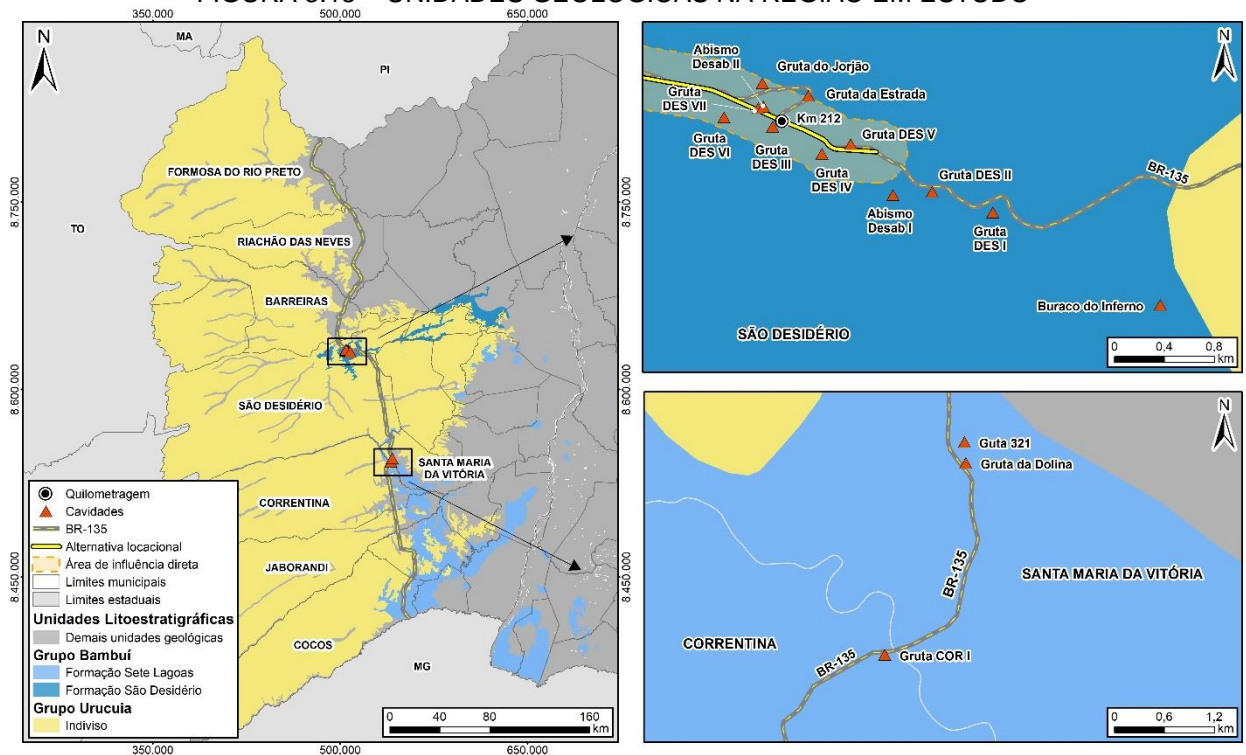 FIGURA 3.10 – UNIDADES GEOLÓGICAS NA REGIÃO EM ESTUDO
350.000
500.000
650.000
N
MA
PI
TO
FORMOSA DO RIO PRETO
RIACHÃO DAS NEVES
BARREIRAS
SÃO DESIDÉRIO
SANTA MARIA
DA VITÓRIA
CORRENTINA
JABORANDI
COCOS
MG
8.750.000
8.600.000
8.450.000
8.750.000
8.600.000
8.450.000
Quilometragem
Cavidades
BR-135
Alternativa locacional
Área de influência direta
Limites municipais
Limites estaduais
Unidades Litoestratigráficas
Demais unidades geológicas
Grupo Bambuí
Formação Sete Lagoas
Formação São Desidério
Grupo Urucuia
Indiviso
0 40 80 160
km
350.000
500.000
650.000
N
Abismo
Desab II
Gruta do Jorjão
Gruta
DES VII
Gruta da Estrada
Km 212
Gruta
DES VI
Gruta
DES III
Gruta DES V
Gruta
DES IV
Gruta DES II
Abismo
Desab I
Gruta
DES I
BR-135
Buraco do Inferno
SÃO DESIDÉRIO
0 0,4 0,8
km
N
Guta 321
Gruta da Dolina
BR-135
SANTA MARIA DA VITÓRIA
CORRENTINA
Gruta COR I
BR-135
0 0,6 1,2
km